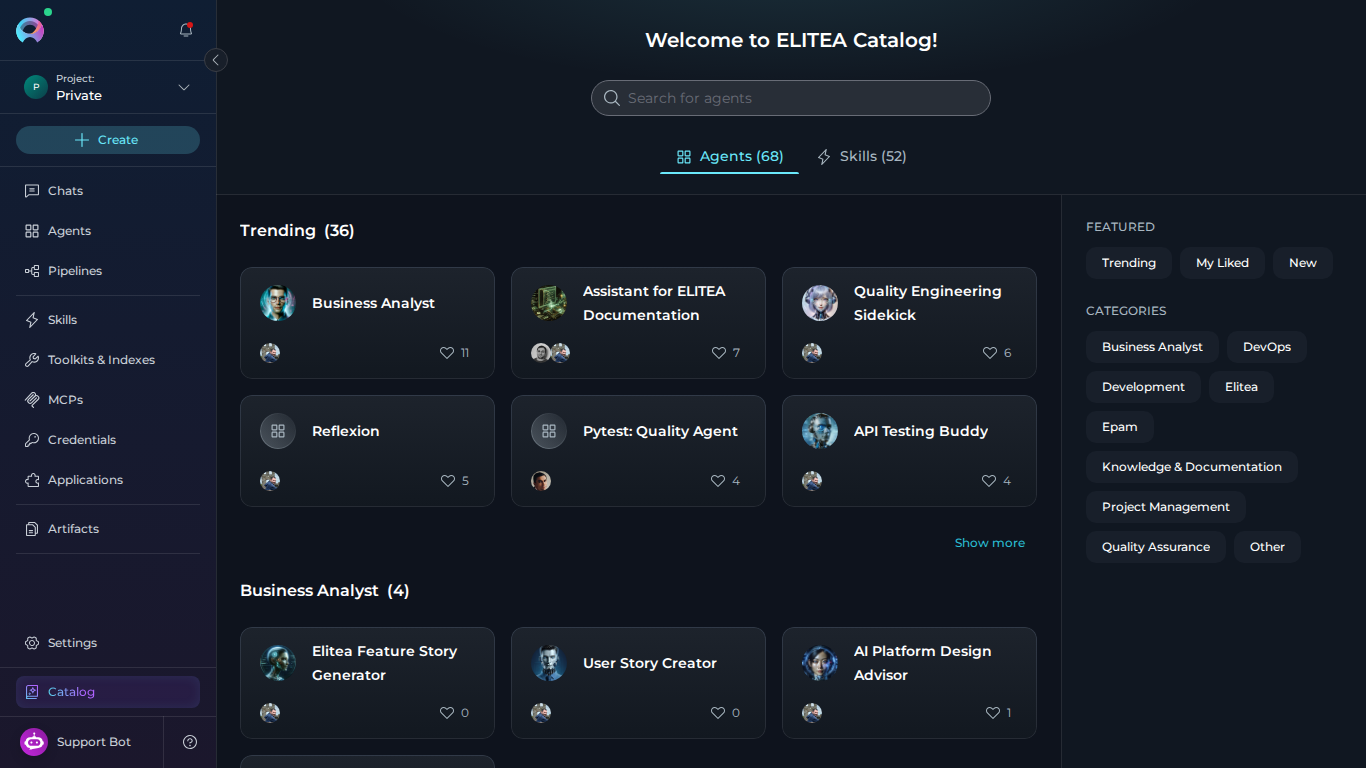 Project:
P
Private
Create
Chats
Agents
Pipelines
Skills
Toolkits & Indexes
MCPs
Credentials
Applications
Artifacts
Settings
Catalog
Support Bot
Welcome to ELITEA Catalog!
Search for agents
Agents (68)
Skills (52)
Trending (36)
Business Analyst
11
Assistant for ELITEA
Documentation
7
Quality Engineering
Sidekick
6
Reflexion
5
Pytest: Quality Agent
4
API Testing Buddy
4
Show more
Business Analyst (4)
Elitea Feature Story
Generator
0
User Story Creator
0
AI Platform Design
Advisor
1
FEATURED
Trending
My Liked
New
CATEGORIES
Business Analyst
DevOps
Development
Elitea
Epam
Knowledge & Documentation
Project Management
Quality Assurance
Other